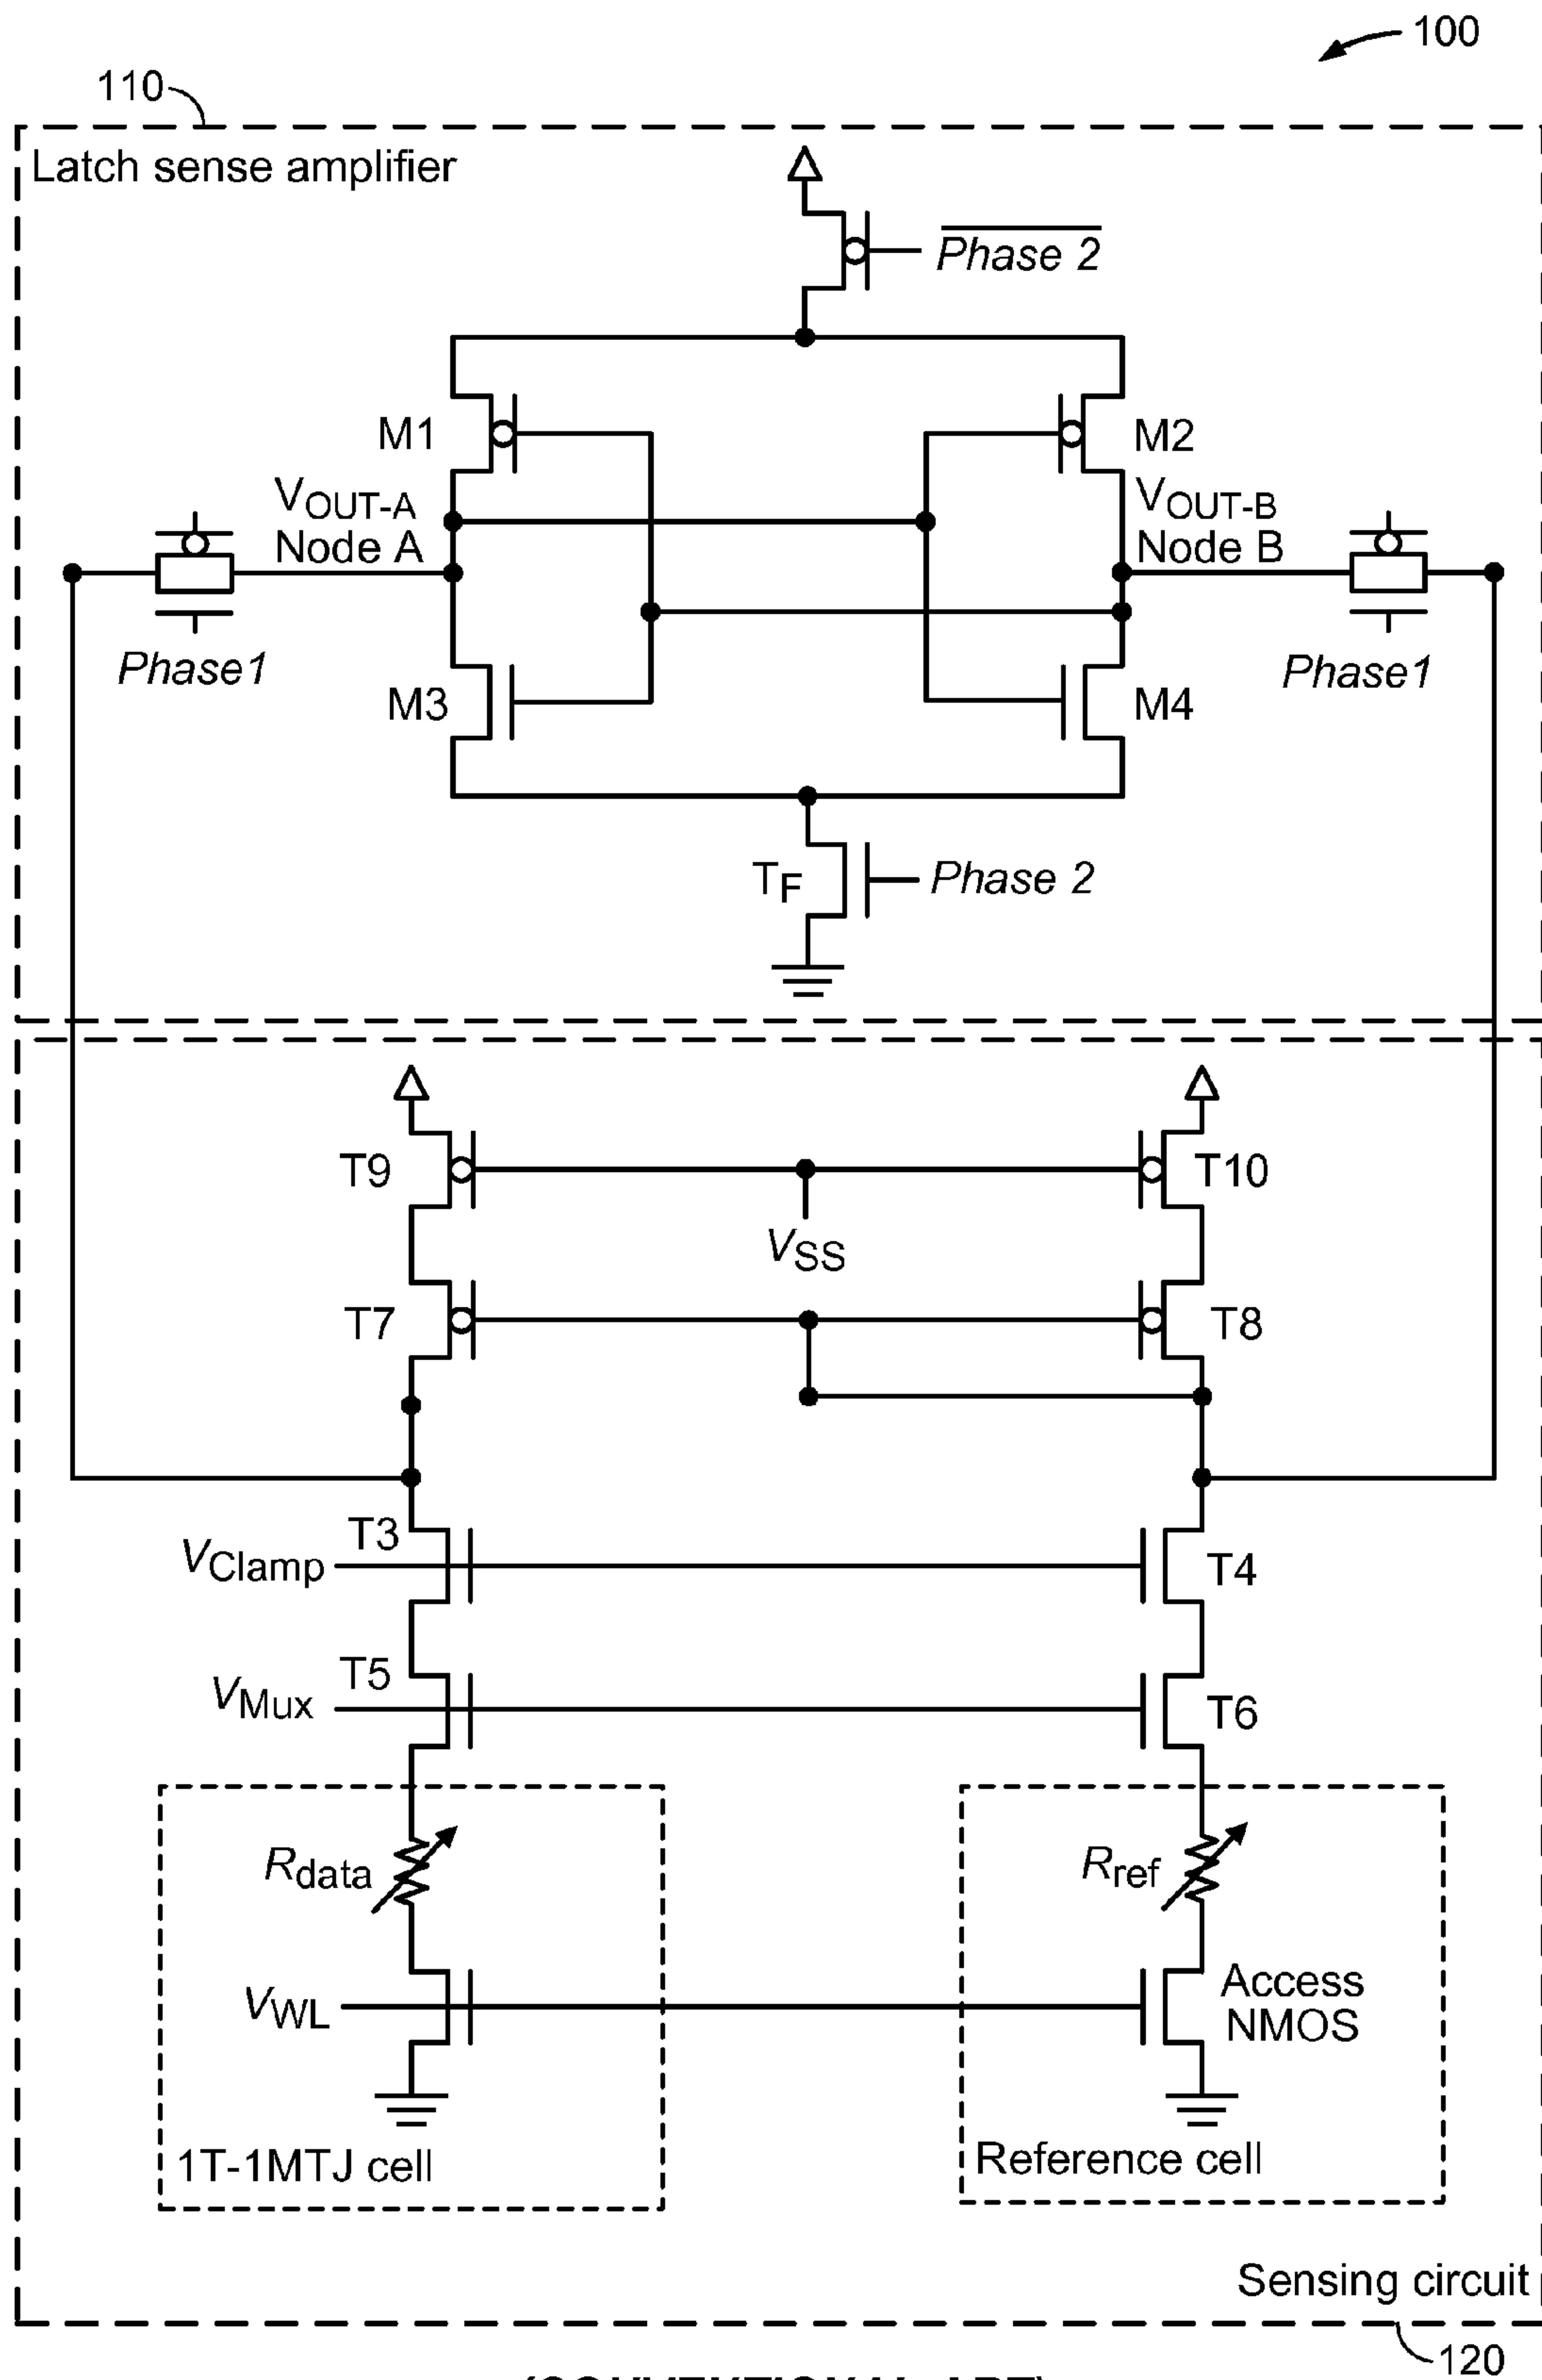 100
110
Latch sense amplifier
Phase 2
M1
M2
VOUT-A
Node A
VOUT-B
Node B
Phase1
Phase1
M3
M4
TF
Phase 2
T9
T10
VSS
T7
T8
T3
VClamp
T4
T5
VMux
T6
Rdata
Rref
VWL
Access
NMOS
1T-1MTJ cell
Reference cell
Sensing circuit
120